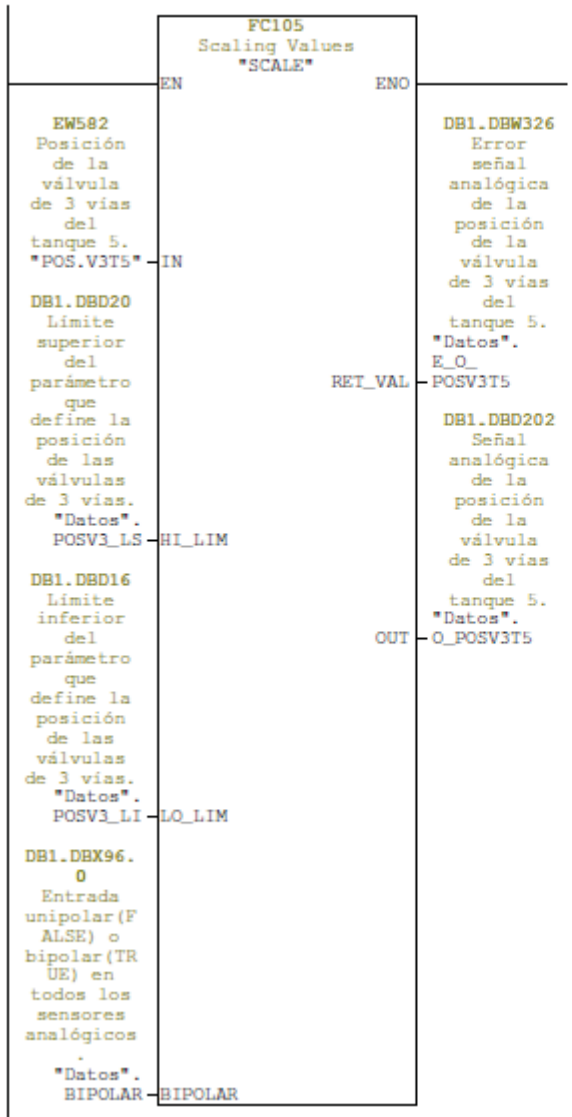 FC105
Scaling Values
"SCALE"
EN
ENO
EW582
Posición
de la
válvula
de 3 vías
del
tanque 5.
"POS.V3T5"
IN
DB1.DBD20
Límite
superior
del
parámetro
que
define la
posición
de las
válvulas
de 3 vías.
"Datos".
POSV3_LS
HI_LIM
DB1.DBD16
Límite
inferior
del
parámetro
que
define la
posición
de las
válvulas
de 3 vías.
"Datos".
POSV3_LI
LO_LIM
DB1.DBX96.
0
Entrada
unipolar(F
ALSE) o
bipolar(TR
UE) en
todos los
sensores
analógicos
.
"Datos".
BIPOLAR
BIPOLAR
DB1.DBW326
Error
señal
analógica
de la
posición
de la
válvula
de 3 vías
del
tanque 5.
"Datos".
E_O_
RET_VAL
POSV3T5
DB1.DBD202
Señal
analógica
de la
posición
de la
válvula
de 3 vías
del
tanque 5.
"Datos".
OUT
O_POSV3T5